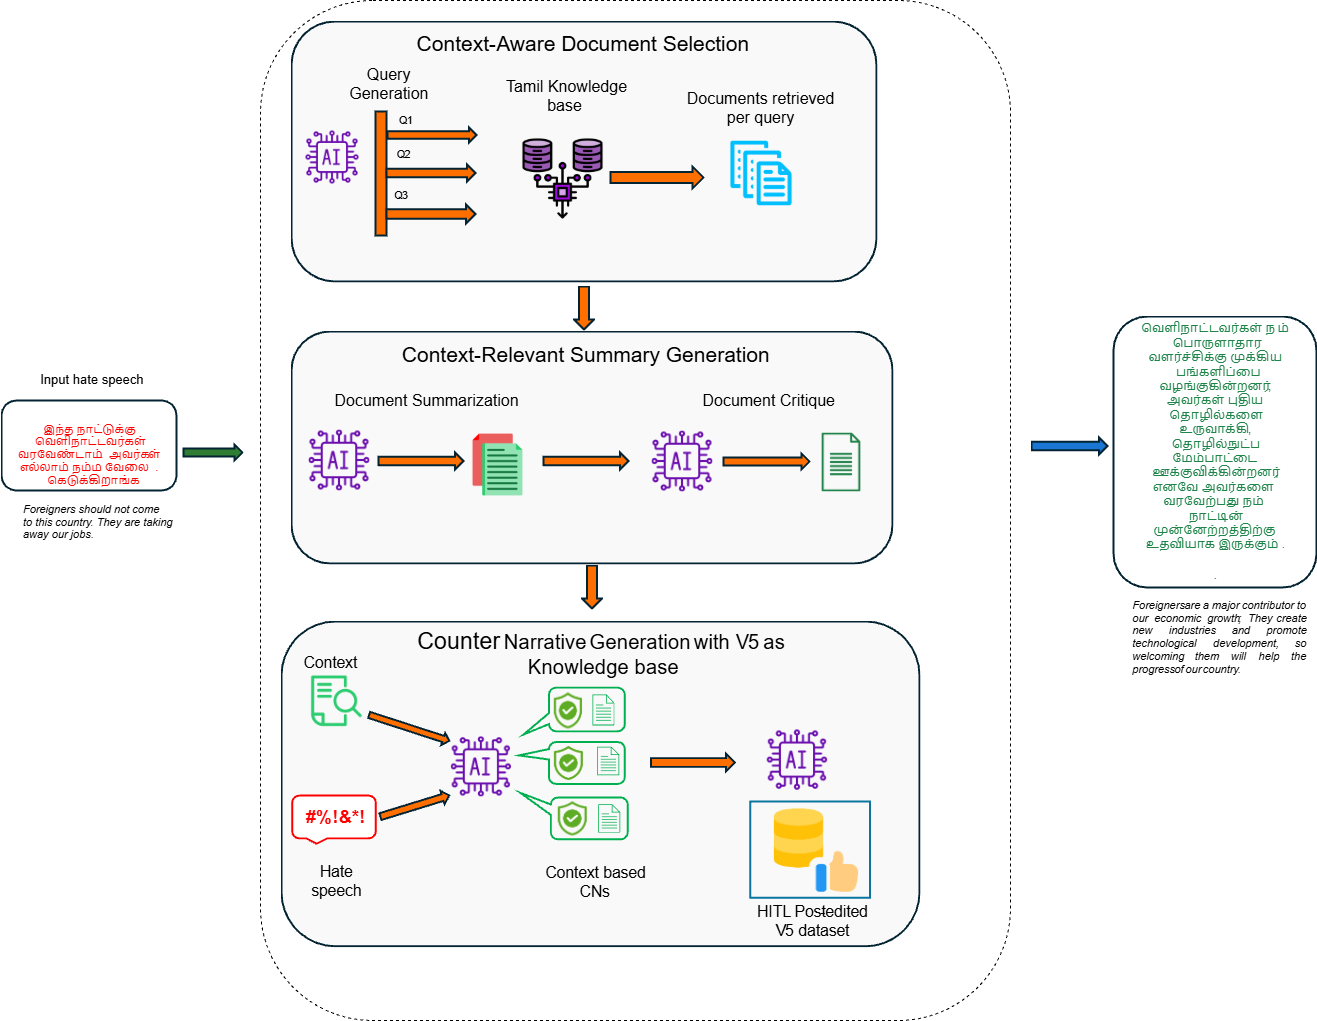 Context-Aware Document Selection
Query
Generation
Q1
Q2
Q3
AI
Tamil Knowledge
base
Documents retrieved
per query
Context-Relevant Summary Generation
Document Summarization
Document Critique
AI
AI
Input hate speech
இந்த நாட்டுக்கு
வெளிநாட்டவர்கள்
வரவேண்டாம் அவர்கள்
எல்லாம் நம்ம வேலை .
கெடுக்கிறாங்க
Foreigners should not come
to this country. They are taking
away our jobs.
Counter Narrative Generation with V5 as
Knowledge base
Context
AI
AI
#%!&*!
Hate
speech
Context based
CNs
HITL Post-edited
V5 dataset
வெளிநாட்டவர்கள் நம்
பொருளாதார
வளர்ச்சிக்கு முக்கிய
பங்களிப்பை
வழங்குகின்றனர்.
அவர்கள் புதிய
தொழில்களை
உருவாக்கி,
தொழில்நுட்ப
மேம்பாட்டை
ஊக்குவிக்கின்றனர்
எனவே அவர்களை
வரவேற்பது நம்
நாட்டின்
முன்னேற்றத்திற்கு
உதவியாக இருக்கும் .
.
Foreignersare a major contributor to
our economic growth; They create
new industries and promote
technological development, so
welcoming them will help the
progressof our country.